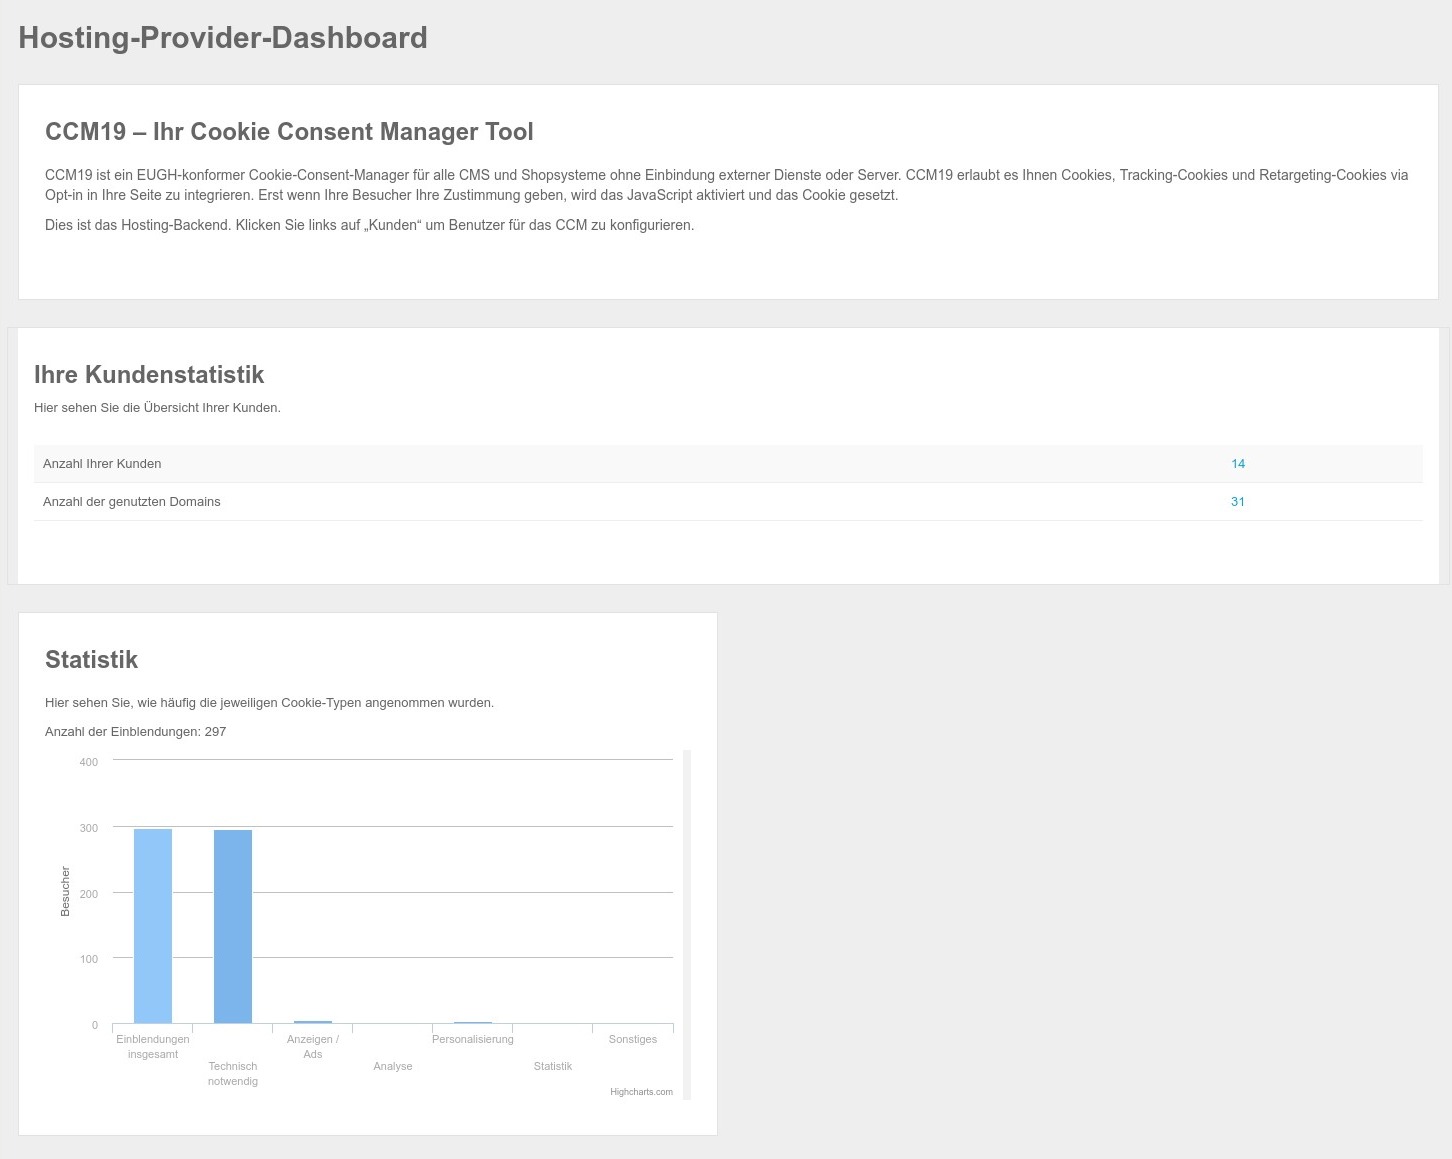 Hosting-Provider-Dashboard
CCM19 – Ihr Cookie Consent Manager Tool
CCM19 ist ein EUGH-konformer Cookie-Consent-Manager für alle CMS und Shopsysteme ohne Einbindung externer Dienste oder Server. CCM19 erlaubt es Ihnen Cookies, Tracking-Cookies und Retargeting-Cookies via
Opt-in in Ihre Seite zu integrieren. Erst wenn Ihre Besucher Ihre Zustimmung geben, wird das JavaScript aktiviert und das Cookie gesetzt.
Dies ist das Hosting-Backend. Klicken Sie links auf „Kunden“ um Benutzer für das CCM zu konfigurieren.
Ihre Kundenstatistik
Hier sehen Sie die Übersicht Ihrer Kunden.
Anzahl Ihrer Kunden 14
Anzahl der genutzten Domains 31
Statistik
Hier sehen Sie, wie häufig die jeweiligen Cookie-Typen angenommen wurden.
Anzahl der Einblendungen: 297
400
300
200
100
0
Besucher
Einblendungen
insgesamt
Technisch
notwendig
Anzeigen /
Ads
Analyse
Personalisierung
Statistik
Sonstiges
Highcharts.com